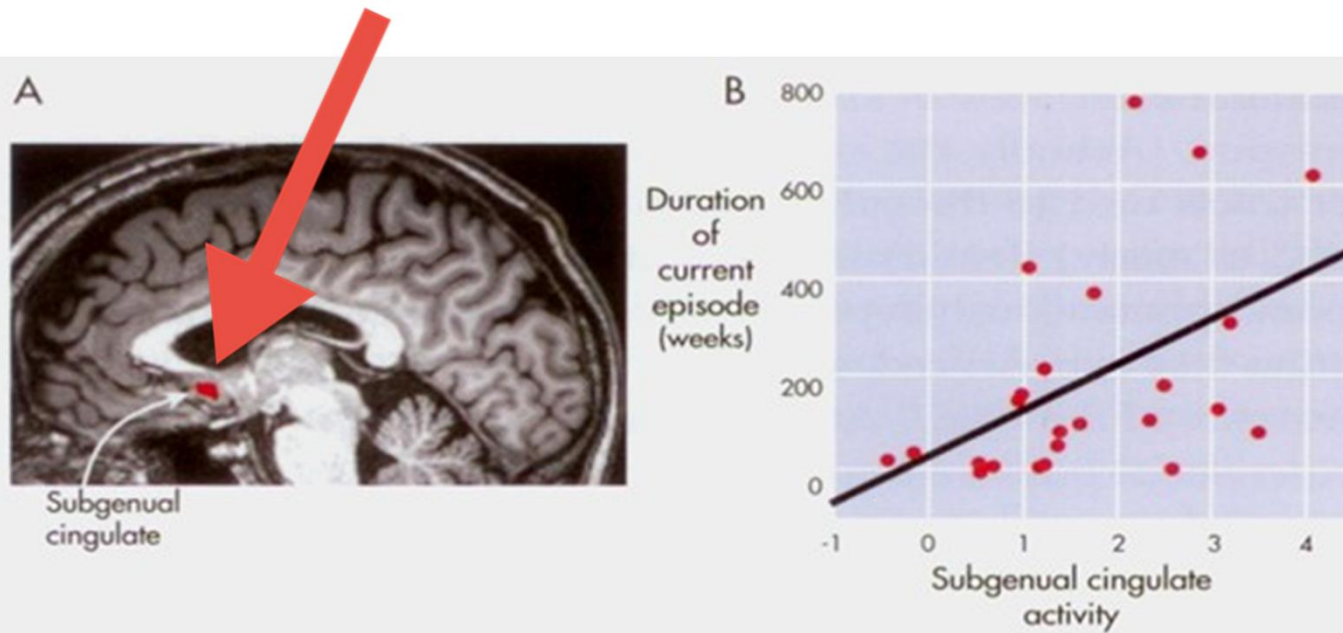 A
Subgenual
cingulate
B
Duration
of
current
episode
(weeks)
800
600
400
200
0
-1 0 1 2 3 4
Subgenual cingulate
activity